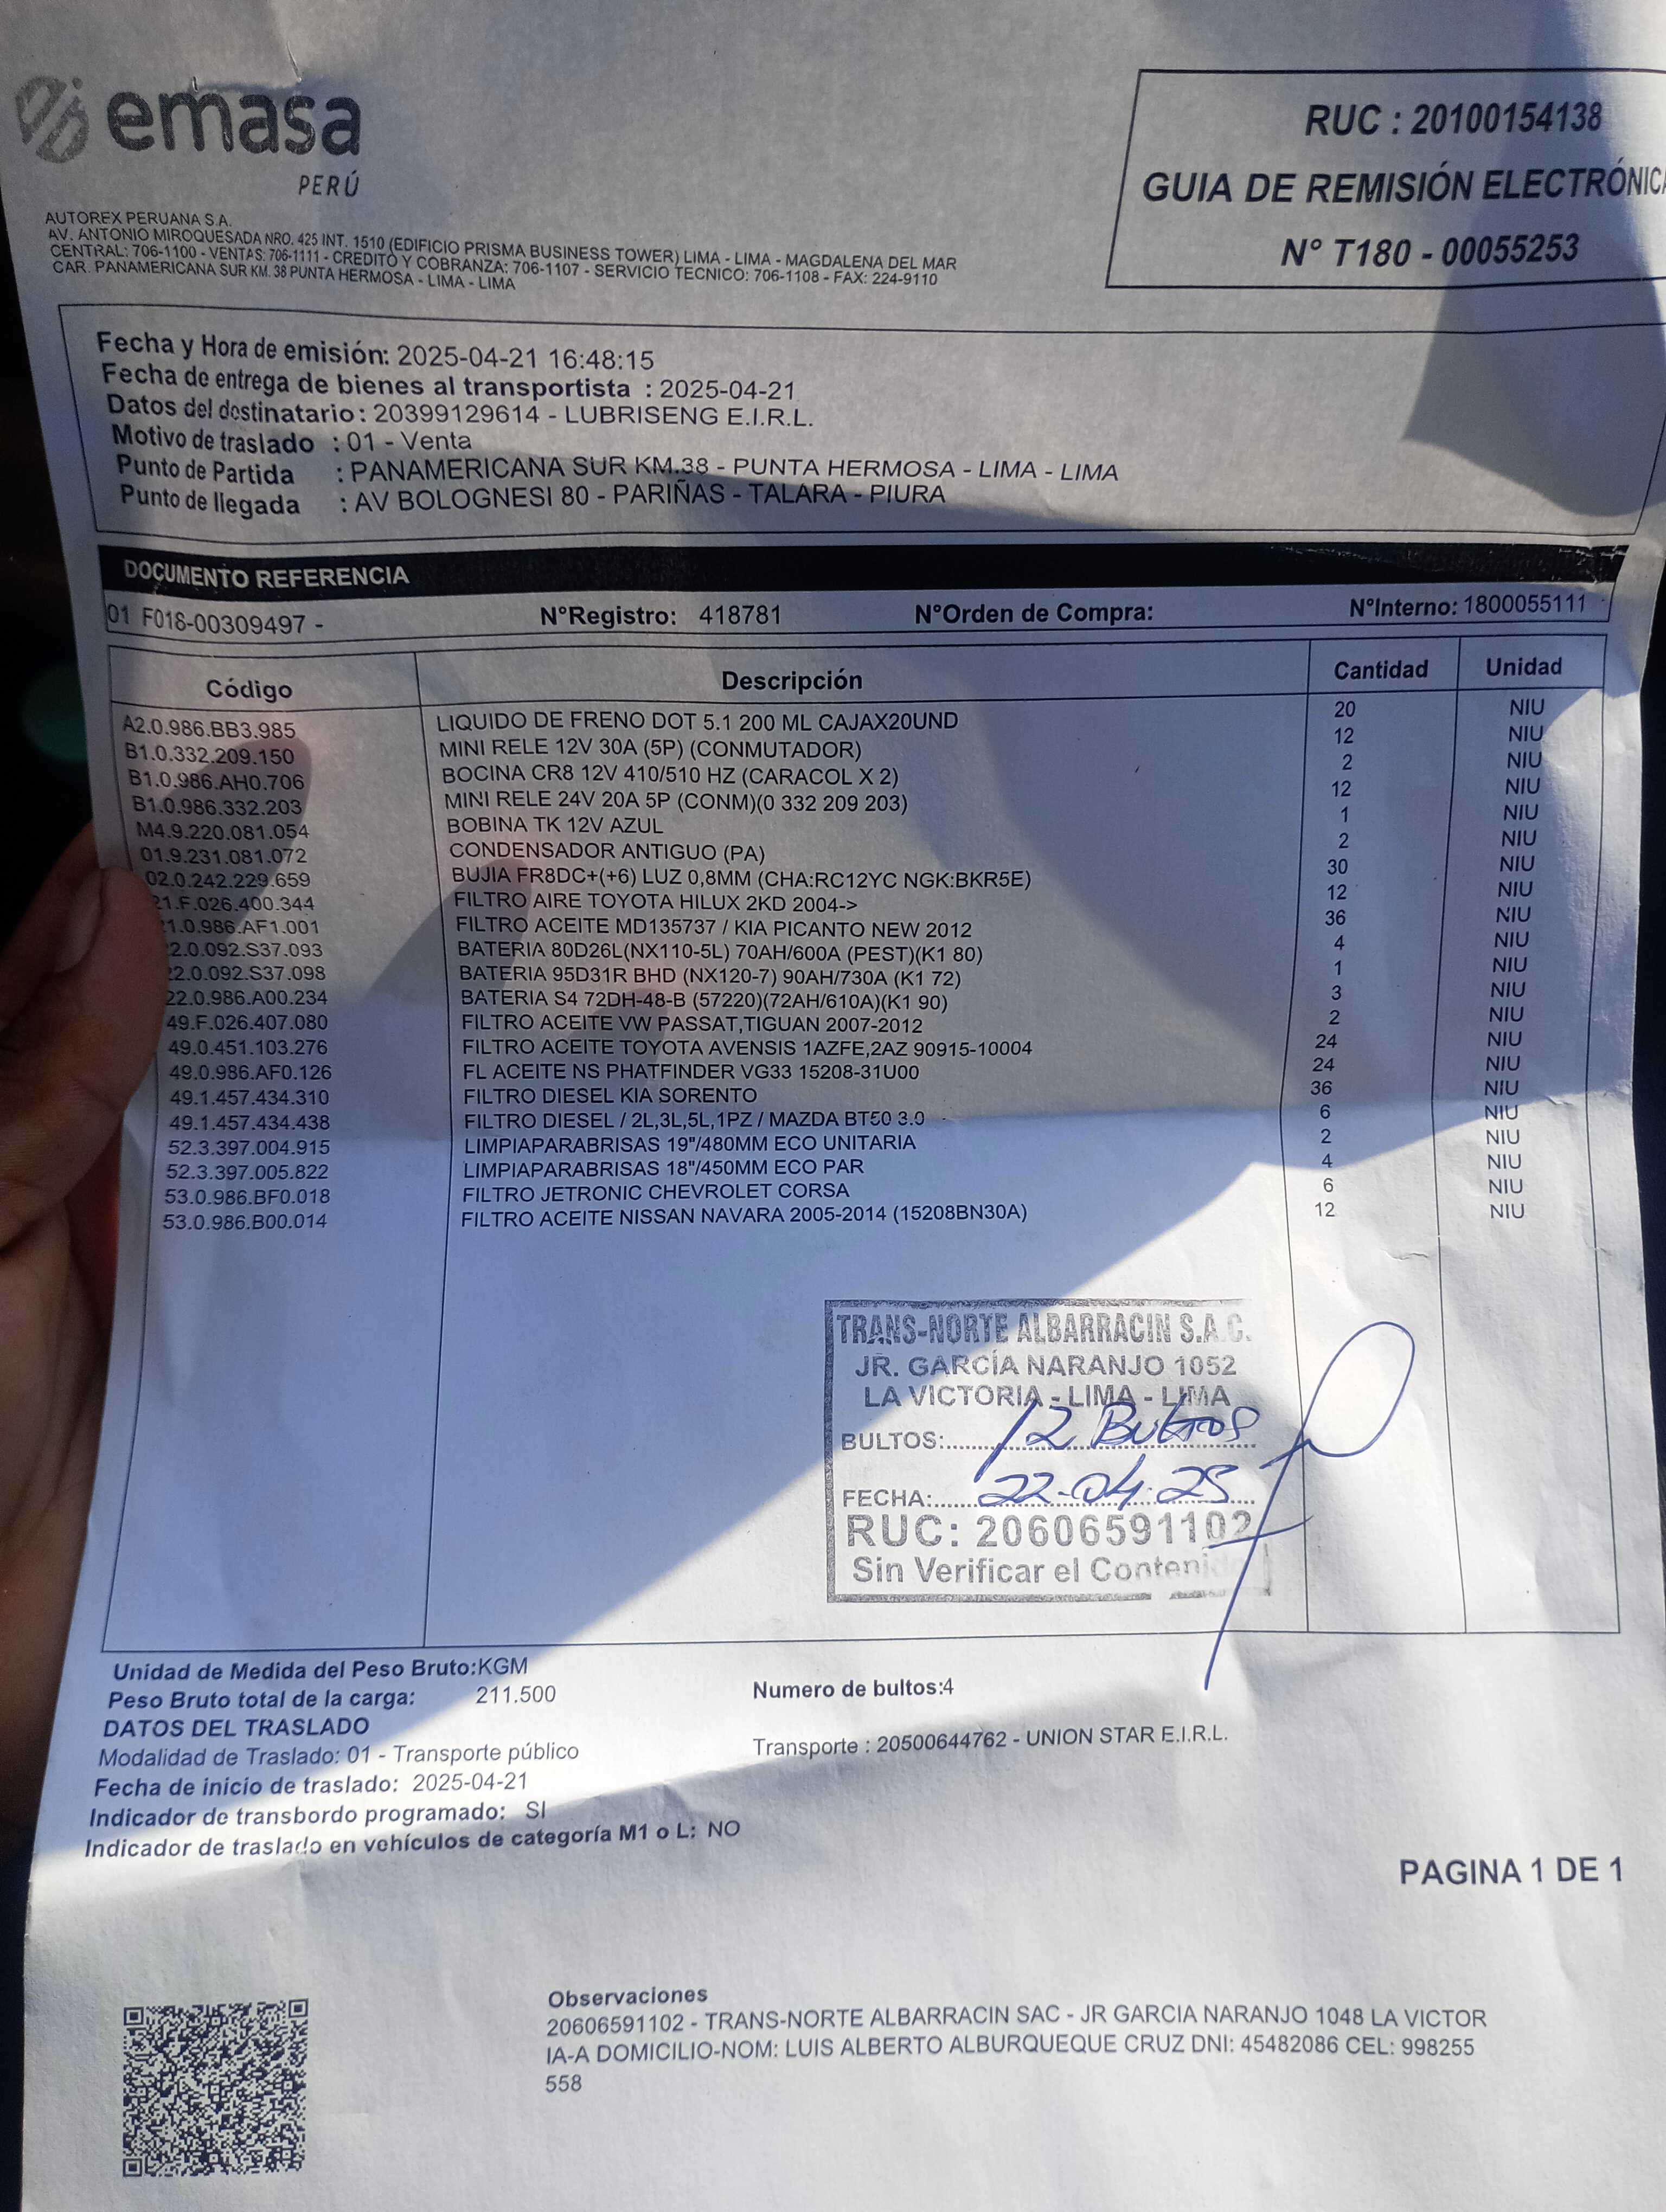 emasa
PERÚ
RUC : 20100154138
GUIA DE REMISIÓN ELECTRÓNICA
N° T180 - 00055253
AUTOREX PERUANA S.A.
AV. ANTONIO MIROQUESADA NRO. 425 INT. 1510 (EDIFICIO PRISMA BUSINESS TOWER) LIMA - LIMA - MAGDALENA DEL MAR
CENTRAL: 706-1100 - VENTAS: 706-1111 - CREDITO Y COBRANZA: 706-1107 - SERVICIO TECNICO: 706-1108 - FAX: 224-9110
CAR. PANAMERICANA SUR KM. 38 PUNTA HERMOSA - LIMA - LIMA
Fecha y Hora de emisión: 2025-04-21 16:48:15
Fecha de entrega de bienes al transportista : 2025-04-21
Datos del destinatario: 20399129614 - LUBRISENG E.I.R.L.
Motivo de traslado : 01 - Venta
Punto de Partida : PANAMERICANA SUR KM.38 - PUNTA HERMOSA - LIMA - LIMA
Punto de llegada : AV BOLOGNESI 80 - PARIÑAS - TALARA - PIURA
DOCUMENTO REFERENCIA
01 F018-00309497 - N°Registro: 418781 N°Orden de Compra: N°Interno: 1800055111
Código Descripción Cantidad Unidad
A2.0.986.BB3.985 LIQUIDO DE FRENO DOT 5.1 200 ML CAJAX20UND 20 NIU
B1.0.332.209.150 MINI RELE 12V 30A (5P) (CONMUTADOR) 12 NIU
B1.0.986.AH0.706 BOCINA CR8 12V 410/510 HZ (CARACOL X 2) 2 NIU
B1.0.986.332.203 MINI RELE 24V 20A 5P (CONM)(0 332 209 203) 12 NIU
M4.9.220.081.054 BOBINA TK 12V AZUL 1 NIU
01.9.231.081.072 CONDENSADOR ANTIGUO (PA) 2 NIU
02.0.242.229.659 BUJIA FR8DC+(+6) LUZ 0,8MM (CHA:RC12YC NGK:BKR5E) 30 NIU
21.F.026.400.344 FILTRO AIRE TOYOTA HILUX 2KD 2004-> 12 NIU
1.0.986.AF1.001 FILTRO ACEITE MD135737 / KIA PICANTO NEW 2012 36 NIU
22.0.092.S37.093 BATERIA 80D26L(NX110-5L) 70AH/600A (PEST)(K1 80) 4 NIU
22.0.092.S37.098 BATERIA 95D31R BHD (NX120-7) 90AH/730A (K1 72) 1 NIU
22.0.986.A00.234 BATERIA S4 72DH-48-B (57220)(72AH/610A)(K1 90) 3 NIU
49.F.026.407.080 FILTRO ACEITE VW PASSAT,TIGUAN 2007-2012 2 NIU
49.0.451.103.276 FILTRO ACEITE TOYOTA AVENSIS 1AZFE,2AZ 90915-10004 24 NIU
49.0.986.AF0.126 FL ACEITE NS PHATFINDER VG33 15208-31U00 24 NIU
49.1.457.434.310 FILTRO DIESEL KIA SORENTO 36 NIU
49.1.457.434.438 FILTRO DIESEL / 2L,3L,5L,1PZ / MAZDA BT50 3.0 6 NIU
52.3.397.004.915 LIMPIAPARABRISAS 19"/480MM ECO UNITARIA 2 NIU
52.3.397.005.822 LIMPIAPARABRISAS 18"/450MM ECO PAR 4 NIU
53.0.986.BF0.018 FILTRO JETRONIC CHEVROLET CORSA 6 NIU
53.0.986.B00.014 FILTRO ACEITE NISSAN NAVARA 2005-2014 (15208BN30A) 12 NIU
TRANS-NORTE ALBARRACIN S.A.C.
JR. GARCÍA NARANJO 1052
LA VICTORIA - LIMA - LIMA
BULTOS: 12 Bultos
FECHA: 22-04-25
RUC: 20606591102
Sin Verificar el Contenido
Unidad de Medida del Peso Bruto:KGM
Peso Bruto total de la carga: 211.500 Numero de bultos:4
DATOS DEL TRASLADO
Modalidad de Traslado: 01 - Transporte público Transporte : 20500644762 - UNION STAR E.I.R.L.
Fecha de inicio de traslado: 2025-04-21
Indicador de transbordo programado: SI
Indicador de traslado en vehículos de categoría M1 o L: NO
PAGINA 1 DE 1
Observaciones
20606591102 - TRANS-NORTE ALBARRACIN SAC - JR GARCIA NARANJO 1048 LA VICTOR
IA-A DOMICILIO-NOM: LUIS ALBERTO ALBURQUEQUE CRUZ DNI: 45482086 CEL: 998255
558